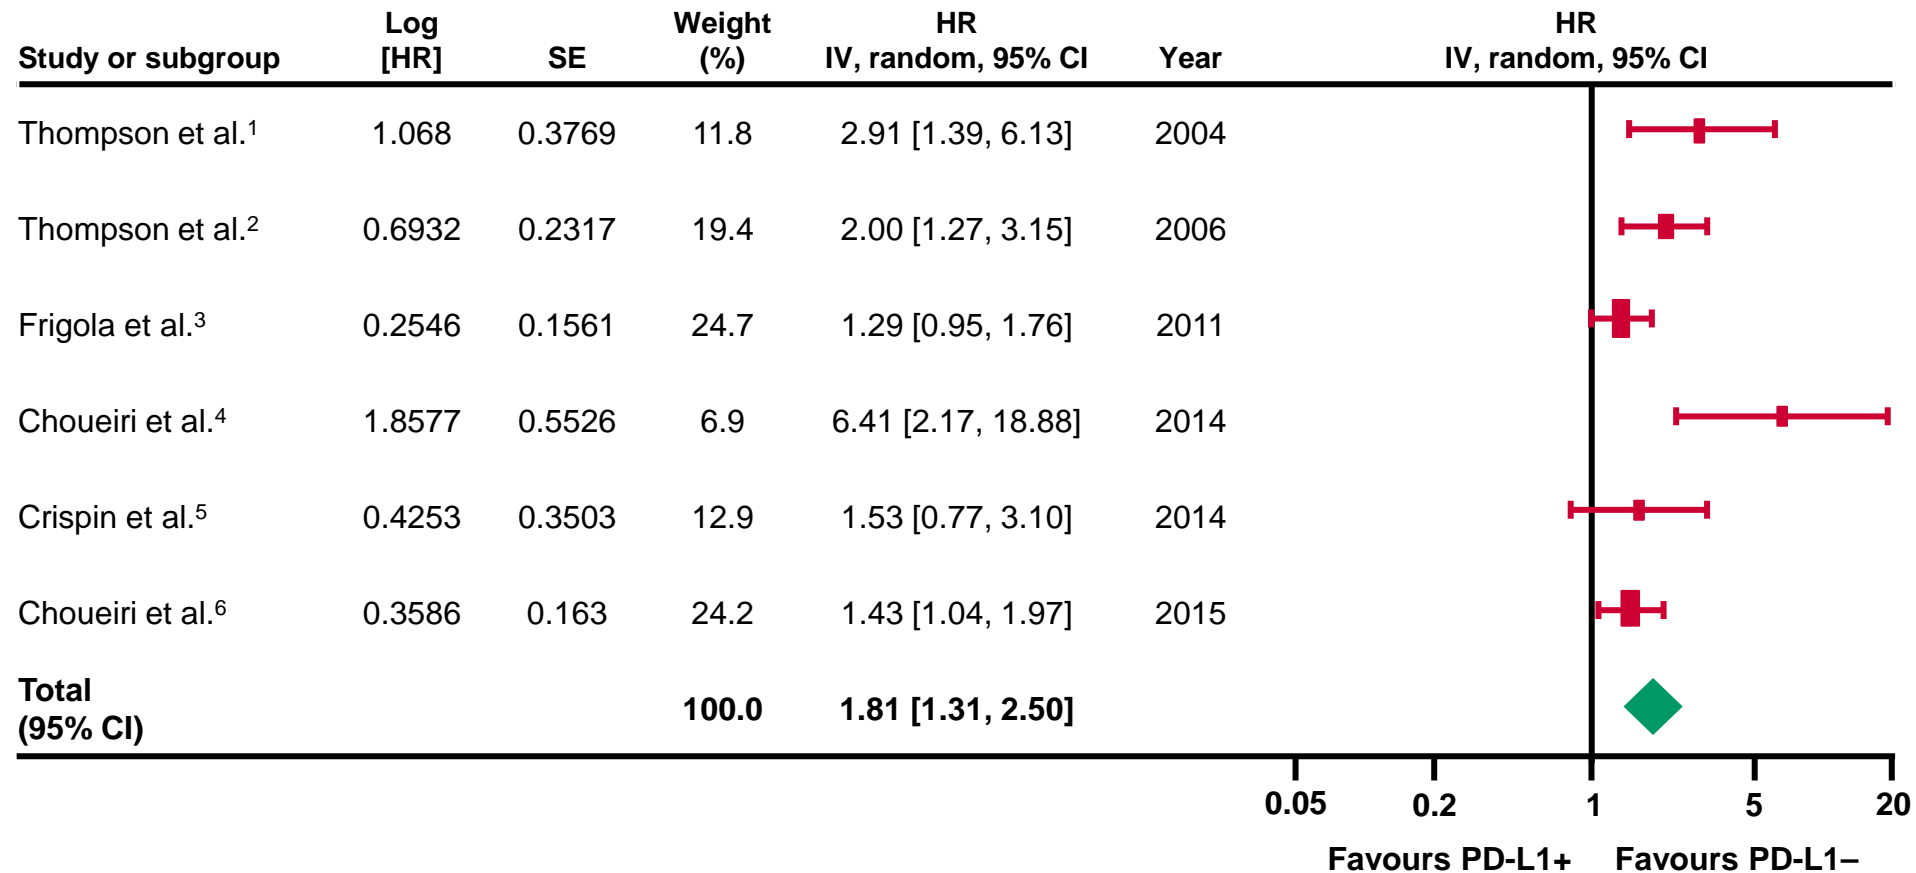 Log Weight HR HR
Study or subgroup [HR] SE (%) IV, random, 95% CI Year IV, random, 95% CI
Thompson et al.¹ 1.068 0.3769 11.8 2.91 [1.39, 6.13] 2004
Thompson et al.² 0.6932 0.2317 19.4 2.00 [1.27, 3.15] 2006
Frigola et al.³ 0.2546 0.1561 24.7 1.29 [0.95, 1.76] 2011
Choueiri et al.⁴ 1.8577 0.5526 6.9 6.41 [2.17, 18.88] 2014
Crispin et al.⁵ 0.4253 0.3503 12.9 1.53 [0.77, 3.10] 2014
Choueiri et al.⁶ 0.3586 0.163 24.2 1.43 [1.04, 1.97] 2015
Total
(95% CI) 100.0 1.81 [1.31, 2.50]
0.05 0.2 1 5 20
Favours PD-L1+ Favours PD-L1–